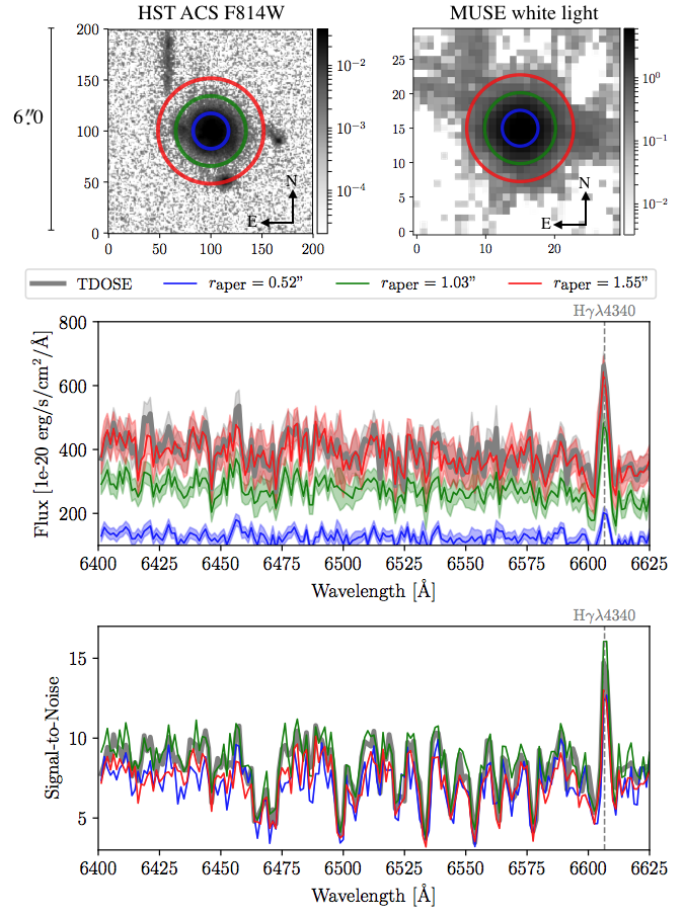 HST ACS F814W
MUSE white light
6.″0
200
150
100
50
0
0 50 100 150 200
10⁻²
10⁻³
10⁻⁴
N
E
25
20
15
10
5
0
0 10 20
10⁰
10⁻¹
10⁻²
N
E
TDOSE r_aper = 0.52” r_aper = 1.03” r_aper = 1.55”
Hγλ4340
800
600
400
200
Flux [1e-20 erg/s/cm²/Å]
6400 6425 6450 6475 6500 6525 6550 6575 6600 6625
Wavelength [Å]
Hγλ4340
15
10
5
Signal-to-Noise
6400 6425 6450 6475 6500 6525 6550 6575 6600 6625
Wavelength [Å]